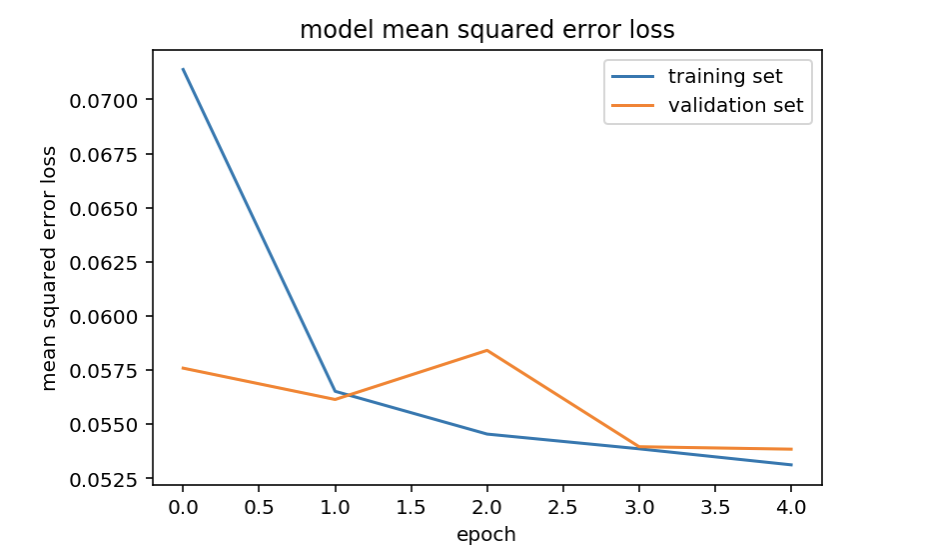 model mean squared error loss
training set
validation set
mean squared error loss
0.0700
0.0675
0.0650
0.0625
0.0600
0.0575
0.0550
0.0525
0.0 0.5 1.0 1.5 2.0 2.5 3.0 3.5 4.0
epoch